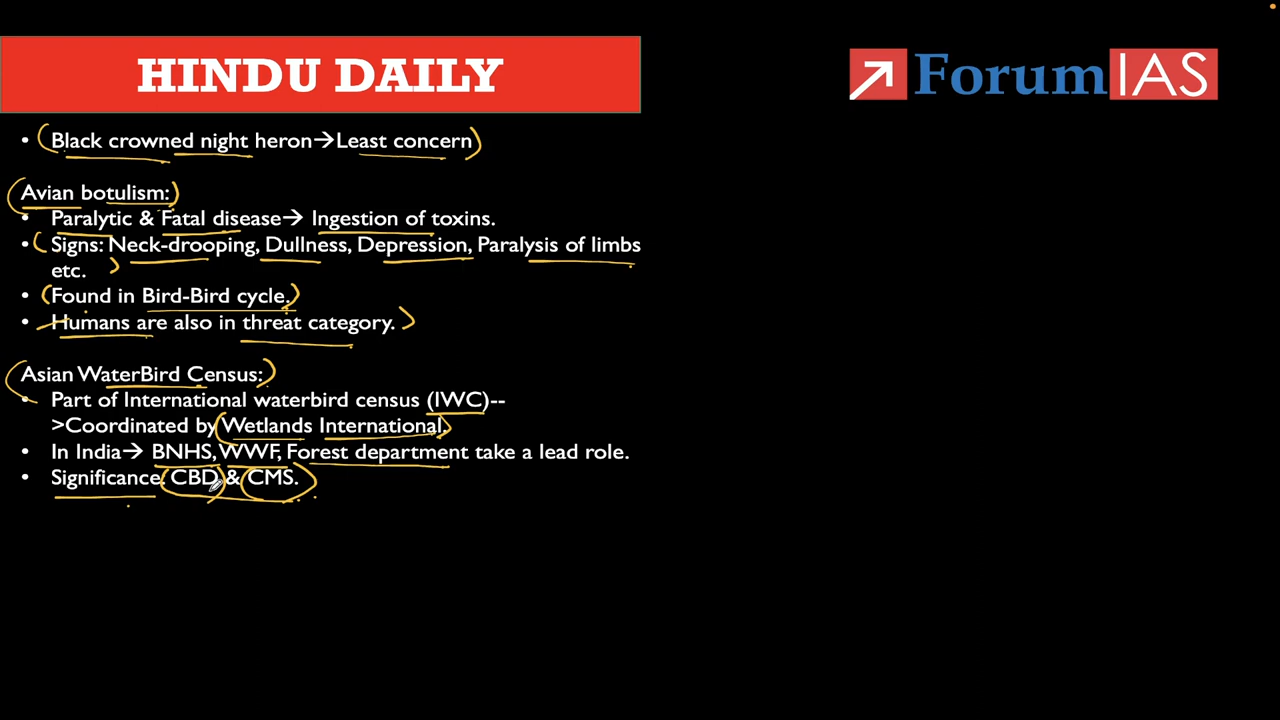 HINDU DAILY
ForumIAS
• Black crowned night heron→Least concern
Avian botulism:
• Paralytic & Fatal disease→ Ingestion of toxins.
• Signs: Neck-drooping, Dullness, Depression, Paralysis of limbs
etc.
• Found in Bird-Bird cycle.
• Humans are also in threat category.
Asian WaterBird Census:
• Part of International waterbird census (IWC)--
>Coordinated by Wetlands International.
• In India→ BNHS, WWF, Forest department take a lead role.
• Significance: CBD & CMS.